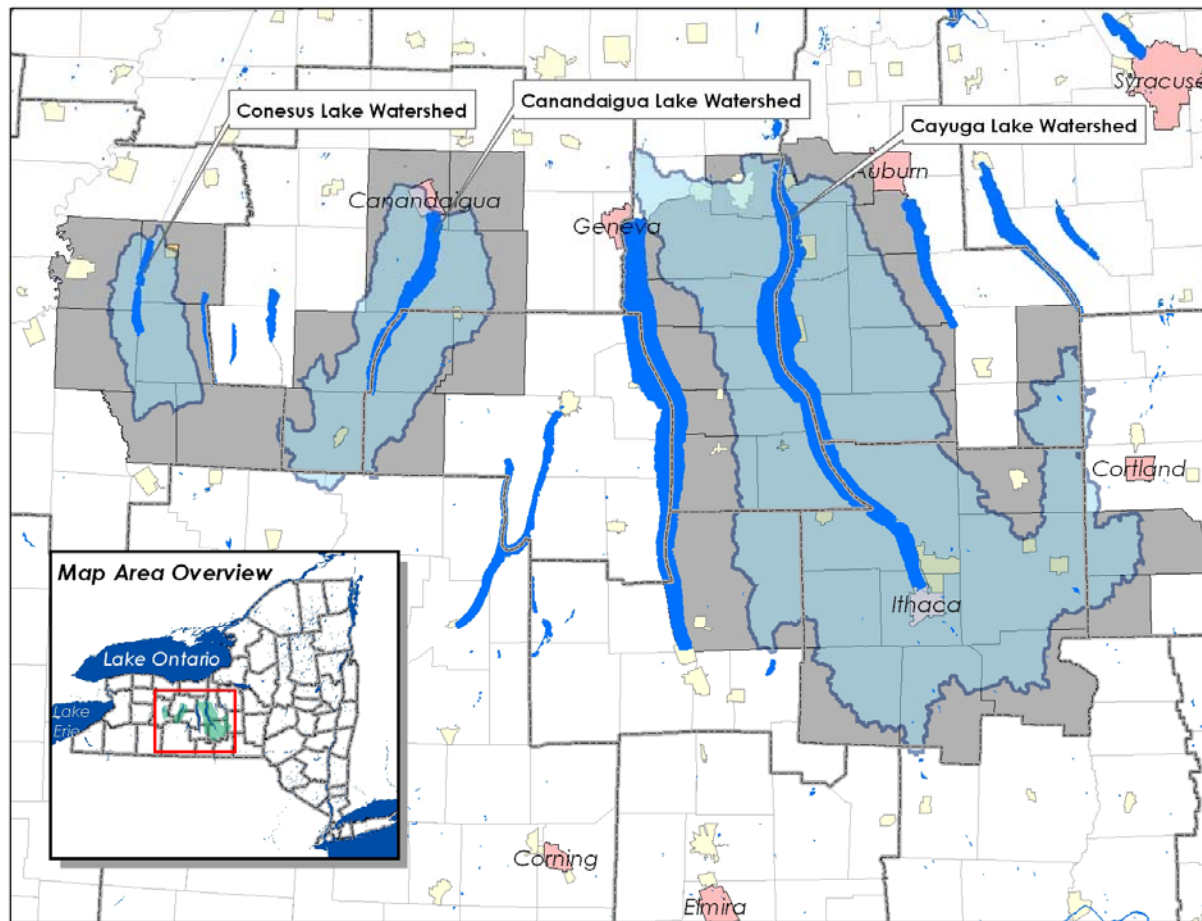 Syracuse
Conesus Lake Watershed
Canandaigua Lake Watershed
Cayuga Lake Watershed
Auburn
Canandaigua
Geneva
Cortland
Ithaca
Map Area Overview
Lake Ontario
Lake
Erie
Corning
Elmira